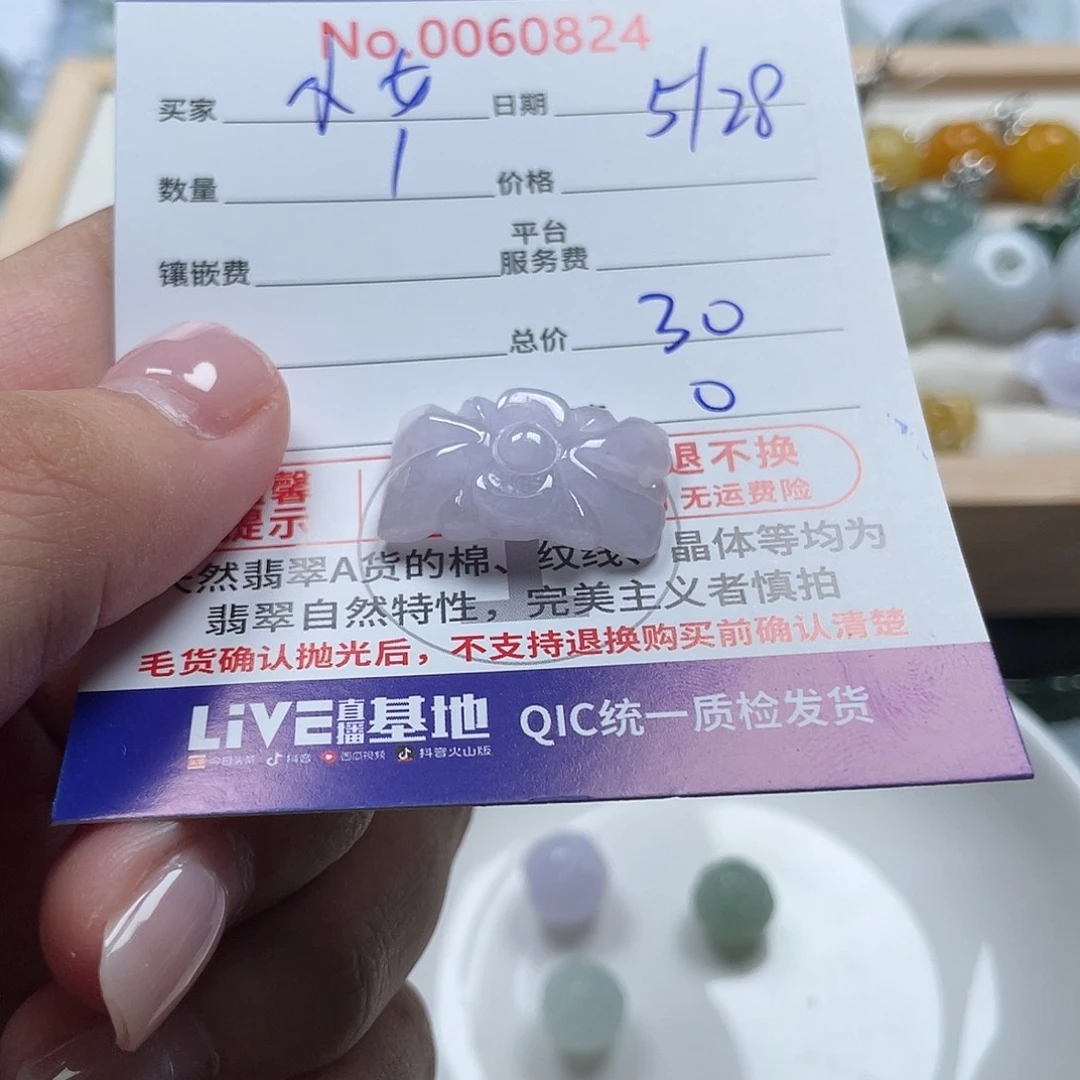 No.0060824
买家 日期 5/28
数量 1 价格
镶嵌费 平台服务费
总价 30
0
馨提示 退不换
无运费险
天然翡翠A货的棉、纹线、晶体等均为
翡翠自然特性，完美主义者慎拍
毛货确认抛光后，不支持退换购买前确认清楚
LiVE直播基地 QIC统一质检发货
今日头条 抖音 西瓜视频 抖音火山版